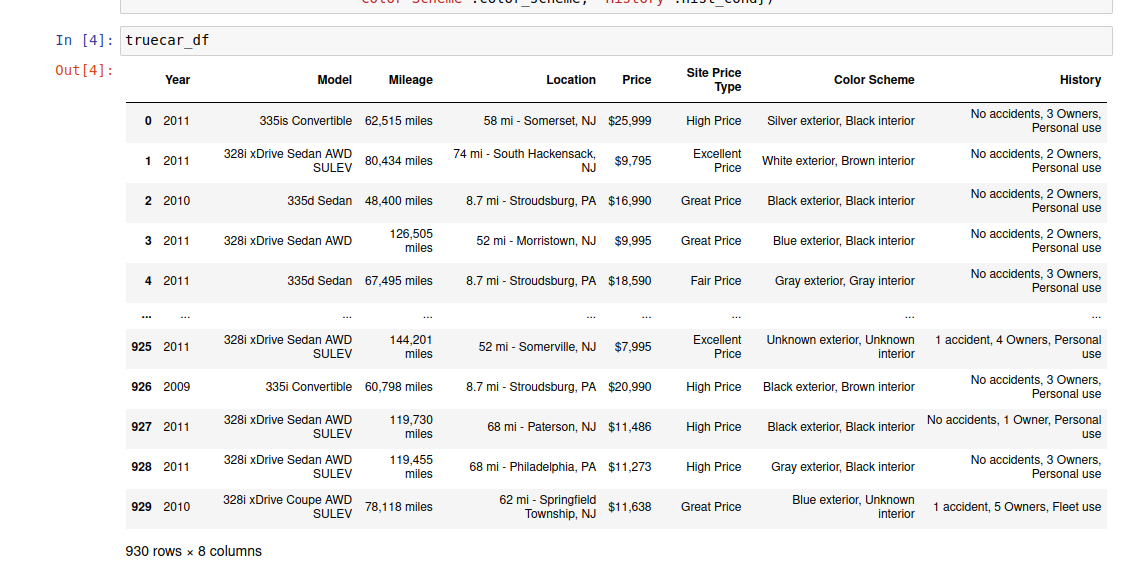 "Color Scheme":color_scheme, "History":hist_cond})
In [4]: truecar_df
Out[4]:
Year Model Mileage Location Price Site Price Type Color Scheme History
0 2011 335is Convertible 62,515 miles 58 mi - Somerset, NJ $25,999 High Price Silver exterior, Black interior No accidents, 3 Owners, Personal use
1 2011 328i xDrive Sedan AWD SULEV 80,434 miles 74 mi - South Hackensack, NJ $9,795 Excellent Price White exterior, Brown interior No accidents, 2 Owners, Personal use
2 2010 335d Sedan 48,400 miles 8.7 mi - Stroudsburg, PA $16,990 Great Price Black exterior, Black interior No accidents, 2 Owners, Personal use
3 2011 328i xDrive Sedan AWD 126,505 miles 52 mi - Morristown, NJ $9,995 Great Price Blue exterior, Black interior No accidents, 2 Owners, Personal use
4 2011 335d Sedan 67,495 miles 8.7 mi - Stroudsburg, PA $18,590 Fair Price Gray exterior, Gray interior No accidents, 3 Owners, Personal use
... ... ... ... ... ... ... ... ...
925 2011 328i xDrive Sedan AWD SULEV 144,201 miles 52 mi - Somerville, NJ $7,995 Excellent Price Unknown exterior, Unknown interior 1 accident, 4 Owners, Personal use
926 2009 335i Convertible 60,798 miles 8.7 mi - Stroudsburg, PA $20,990 High Price Black exterior, Brown interior No accidents, 3 Owners, Personal use
927 2011 328i xDrive Sedan AWD SULEV 119,730 miles 68 mi - Paterson, NJ $11,486 High Price Black exterior, Black interior No accidents, 1 Owner, Personal use
928 2011 328i xDrive Sedan AWD SULEV 119,455 miles 68 mi - Philadelphia, PA $11,273 High Price Gray exterior, Black interior No accidents, 3 Owners, Personal use
929 2010 328i xDrive Coupe AWD SULEV 78,118 miles 62 mi - Springfield Township, NJ $11,638 Great Price Blue exterior, Unknown interior 1 accident, 5 Owners, Fleet use
930 rows × 8 columns